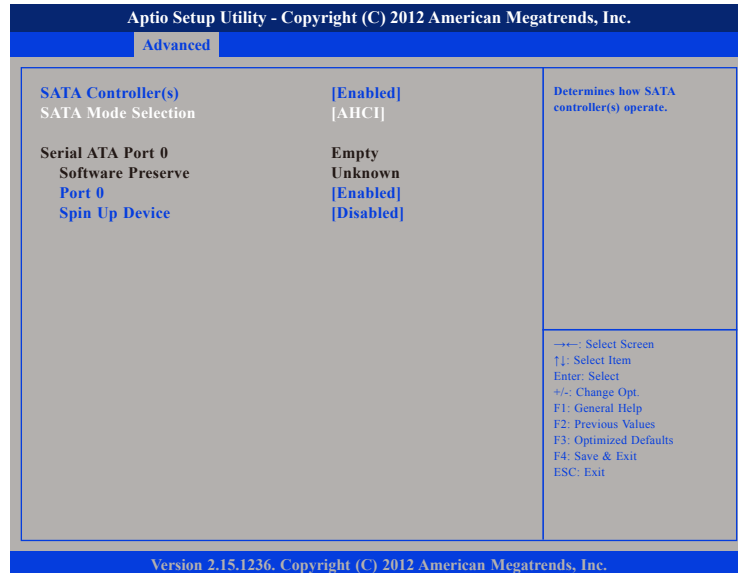 Aptio Setup Utility - Copyright (C) 2012 American Megatrends, Inc.
Advanced
SATA Controller(s) [Enabled]
SATA Mode Selection [AHCI]
Serial ATA Port 0 Empty
Software Preserve Unknown
Port 0 [Enabled]
Spin Up Device [Disabled]
Determines how SATA
controller(s) operate.
→←: Select Screen
↑↓: Select Item
Enter: Select
+/-: Change Opt.
F1: General Help
F2: Previous Values
F3: Optimized Defaults
F4: Save & Exit
ESC: Exit
Version 2.15.1236. Copyright (C) 2012 American Megatrends, Inc.